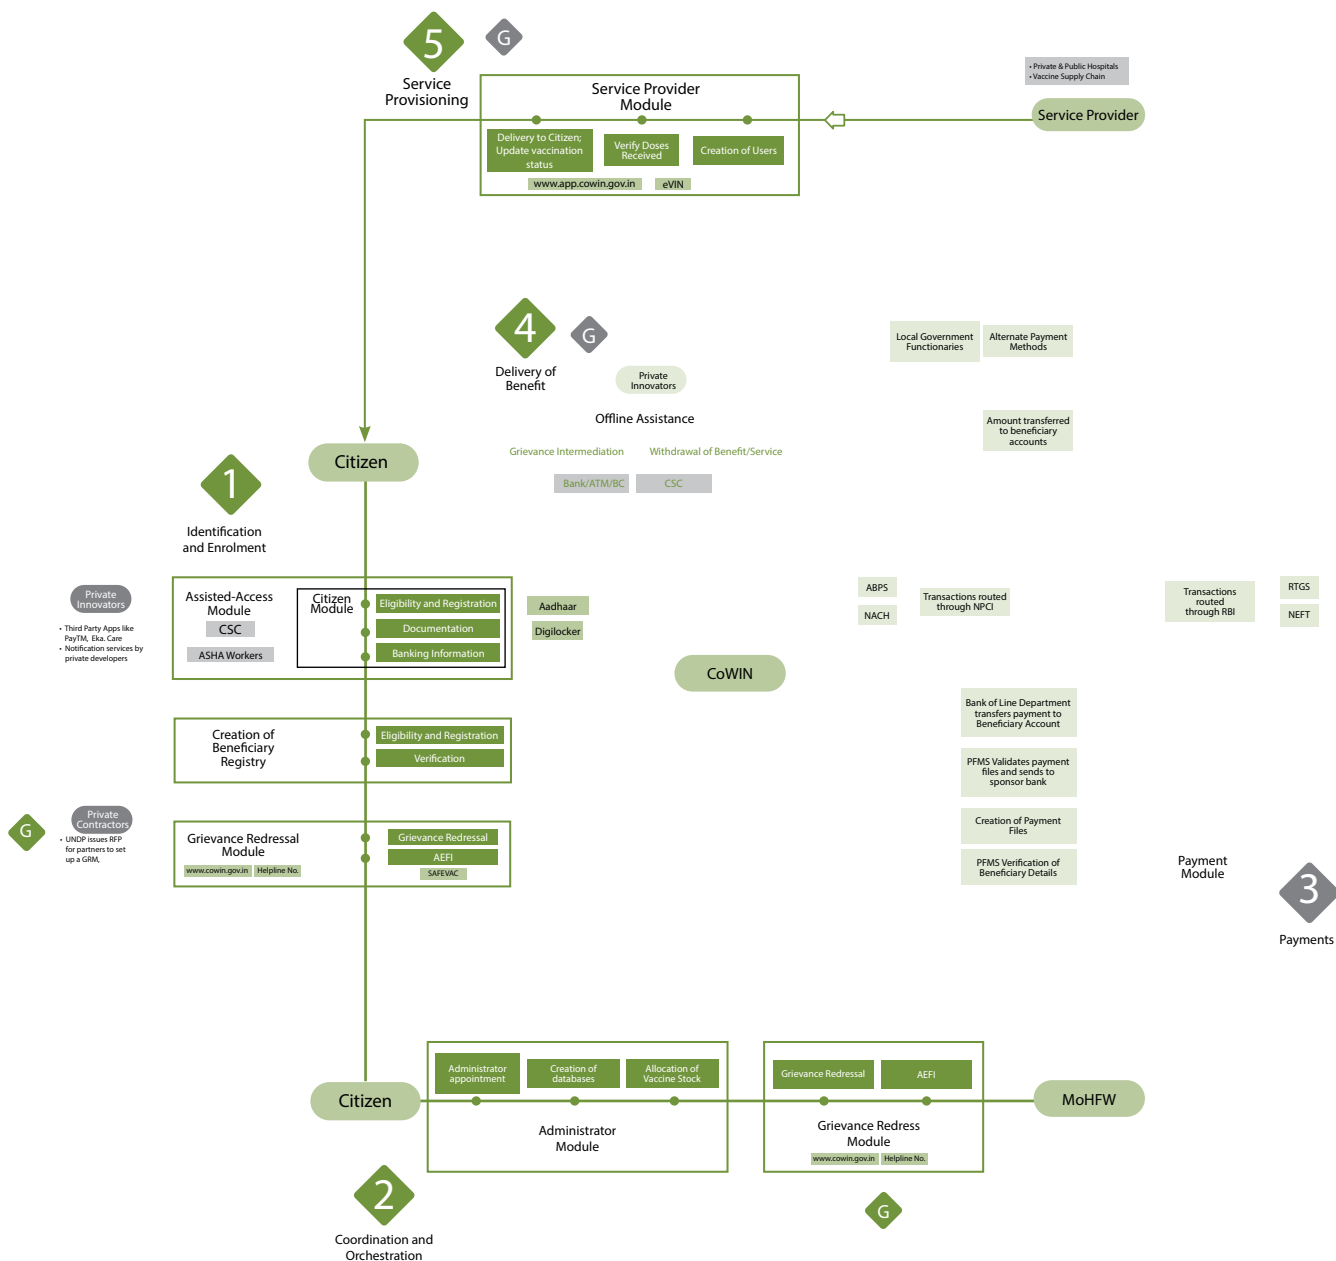 5
G
Service
Provisioning
Service Provider
Module
Delivery to Citizen;
Update vaccination
status
Verify Doses
Received
Creation of Users
www.app.cowin.gov.in
eVIN
• Private & Public Hospitals
• Vaccine Supply Chain
Service Provider
4
G
Delivery of
Benefit
Private
Innovators
Offline Assistance
Grievance Intermediation
Withdrawal of Benefit/Service
Bank/ATM/BC
CSC
Local Government
Functionaries
Alternate Payment
Methods
Amount transferred
to beneficiary
accounts
Citizen
1
Identification
and Enrolment
Private
Innovators
• Third Party Apps like
PayTM, Eka. Care
• Notification services by
private developers
Assisted-Access
Module
CSC
ASHA Workers
Citizen
Module
Eligibility and Registration
Documentation
Banking Information
Aadhaar
Digilocker
ABPS
NACH
Transactions routed
through NPCI
Transactions
routed
through RBI
RTGS
NEFT
CoWIN
Creation of
Beneficiary
Registry
Eligibility and Registration
Verification
Bank of Line Department
transfers payment to
Beneficiary Account
PFMS Validates payment
files and sends to
sponsor bank
Creation of Payment
Files
PFMS Verification of
Beneficiary Details
Payment
Module
3
Payments
G
Private
Contractors
• UNDP issues RFP
for partners to set
up a GRM,
Grievance Redressal
Module
www.cowin.gov.in
Helpline No.
Grievance Redressal
AEFI
SAFEVAC
Citizen
Administrator
appointment
Creation of
databases
Allocation of
Vaccine Stock
Administrator
Module
Grievance Redressal
AEFI
Grievance Redress
Module
www.cowin.gov.in
Helpline No.
MoHFW
2
G
Coordination and
Orchestration